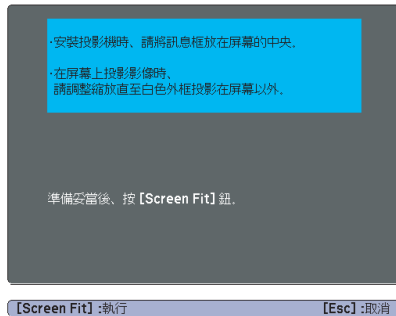 ·安裝投影機時、請將訊息框放在屏幕的中央.
·在屏幕上投影影像時、
請調整縮放直至白色外框投影在屏幕以外.
準備妥當後、按 [Screen Fit] 鈕.
[Screen Fit] :執行
[Esc] :取消